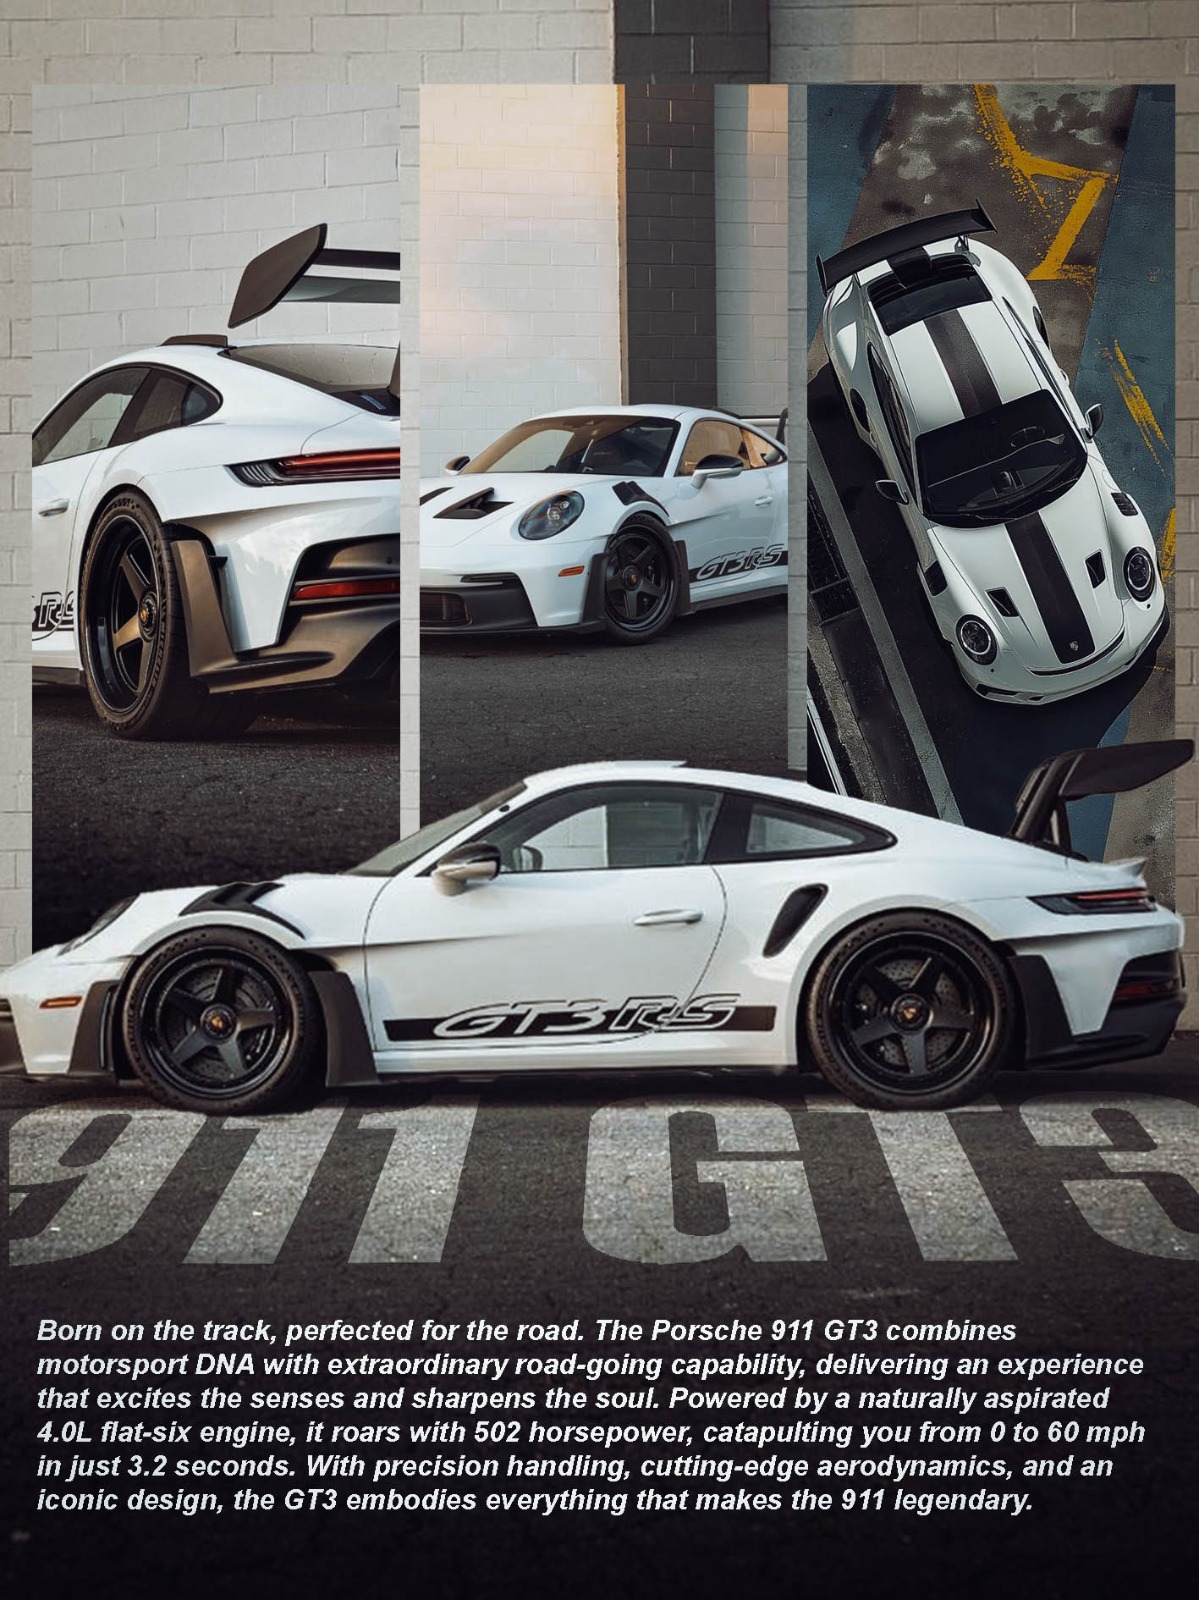 RS
GT3RS
GT3RS
911 GT3
Born on the track, perfected for the road. The Porsche 911 GT3 combines
motorsport DNA with extraordinary road-going capability, delivering an experience
that excites the senses and sharpens the soul. Powered by a naturally aspirated
4.0L flat-six engine, it roars with 502 horsepower, catapulting you from 0 to 60 mph
in just 3.2 seconds. With precision handling, cutting-edge aerodynamics, and an
iconic design, the GT3 embodies everything that makes the 911 legendary.